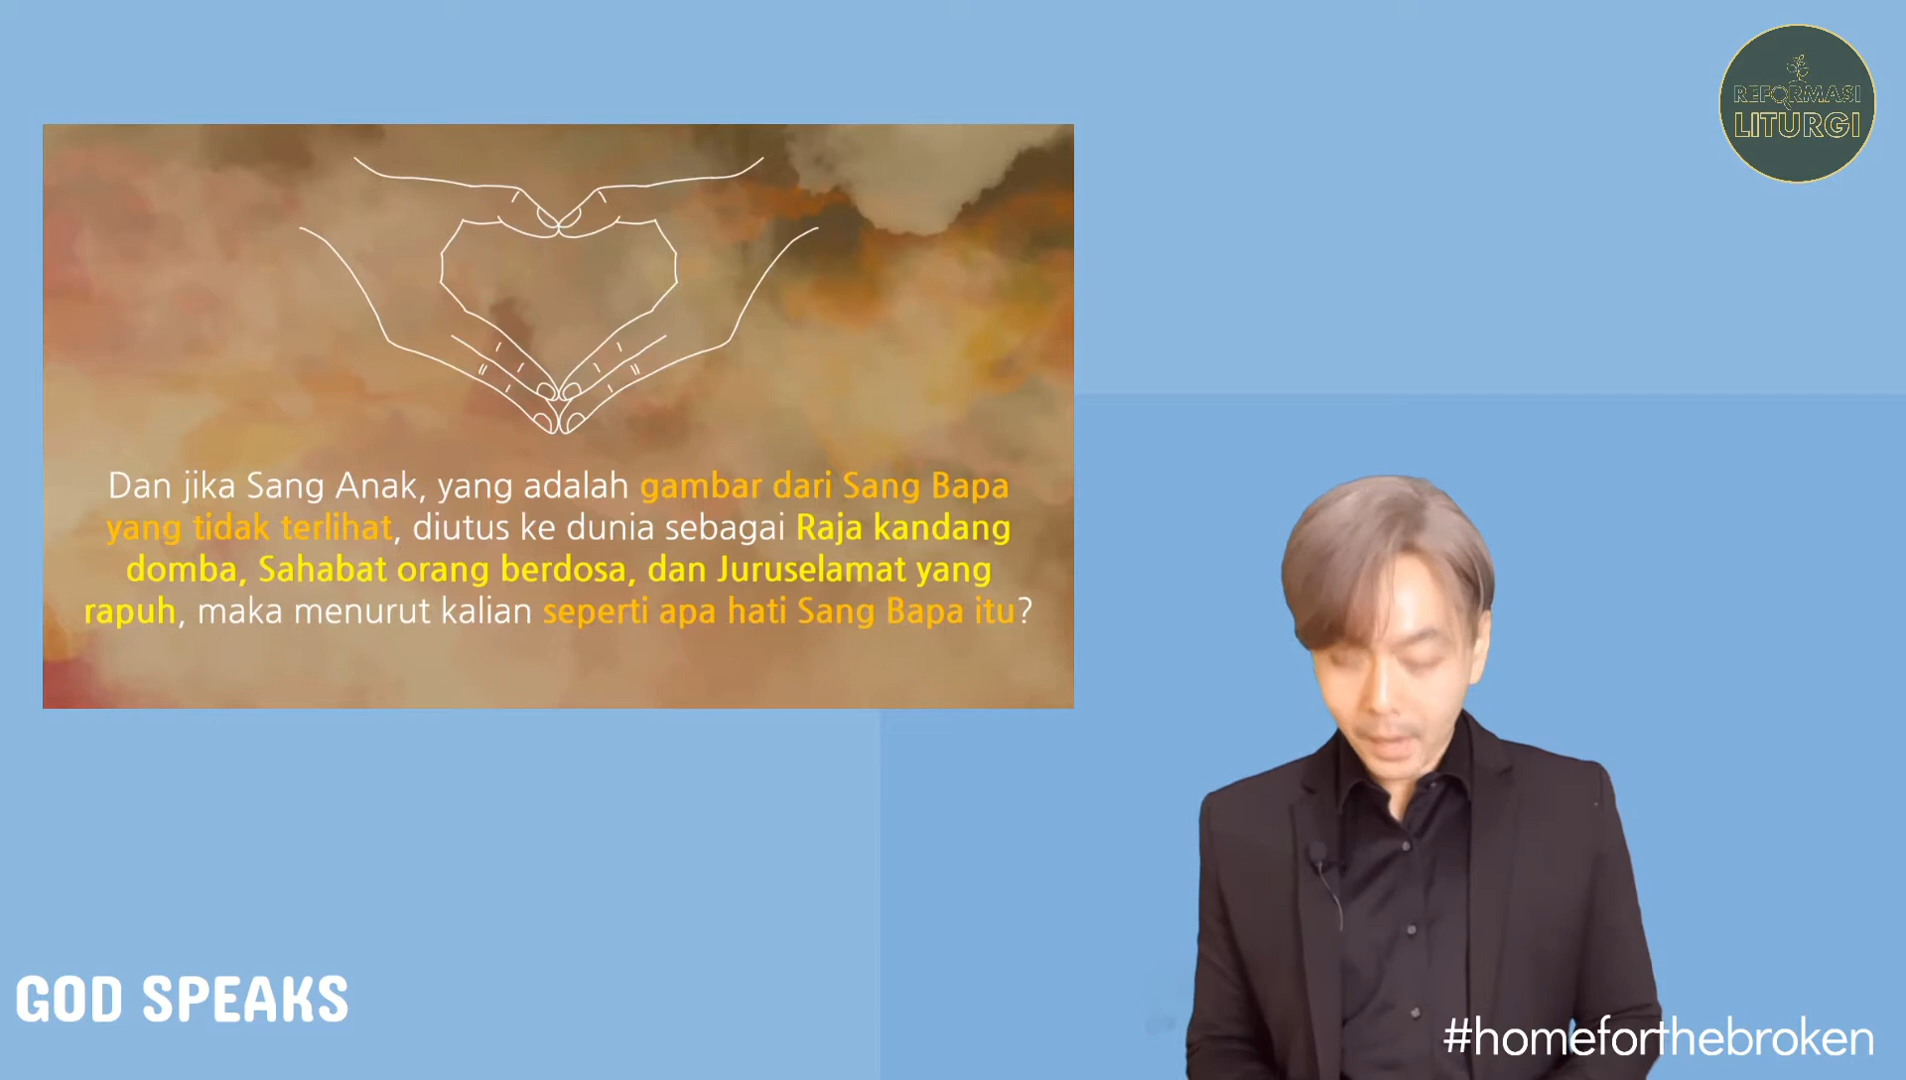 REFORMASI
LITURGI
Dan jika Sang Anak, yang adalah gambar dari Sang Bapa
yang tidak terlihat, diutus ke dunia sebagai Raja kandang
domba, Sahabat orang berdosa, dan Juruselamat yang
rapuh, maka menurut kalian seperti apa hati Sang Bapa itu?
GOD SPEAKS
#homeforthebroken